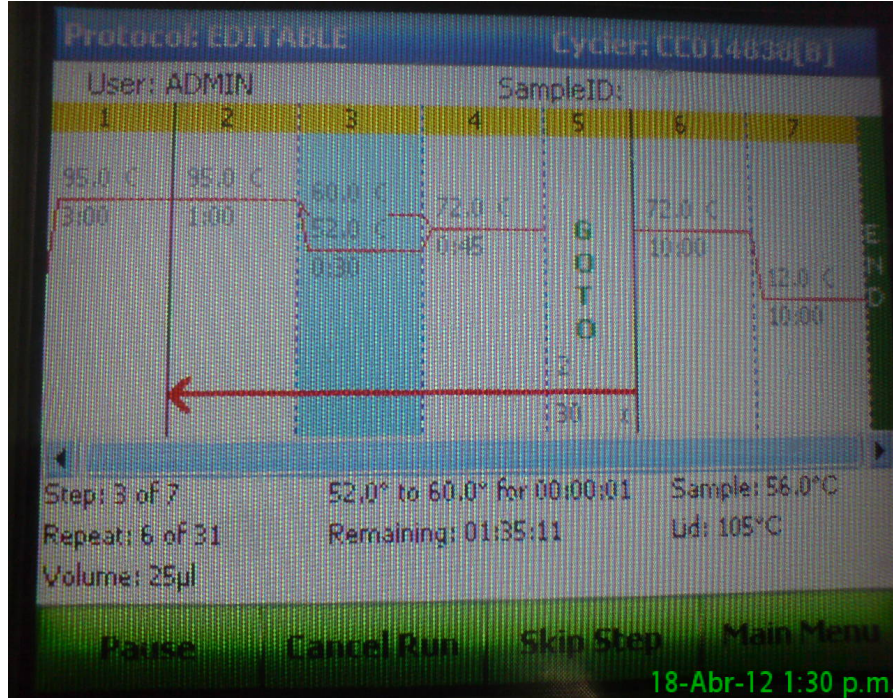 Protocol: EDITABLE Cycler: CC014838[B]
User: ADMIN SampleID:
1 2 3 4 5 6 7
95.0 C 95.0 C 60.0 C 72.0 C 72.0 C
3:00 1:00 52.0 C 0:45 10:00
0:30 12.0 C
10:00
GOTO
2
30 x
END
Step: 3 of 7 52.0° to 60.0° for 00:00:01 Sample: 56.0°C
Repeat: 6 of 31 Remaining: 01:35:11 Lid: 105°C
Volume: 25µl
Pause Cancel Run Skip Step Main Menu
18-Abr-12 1:30 p.m